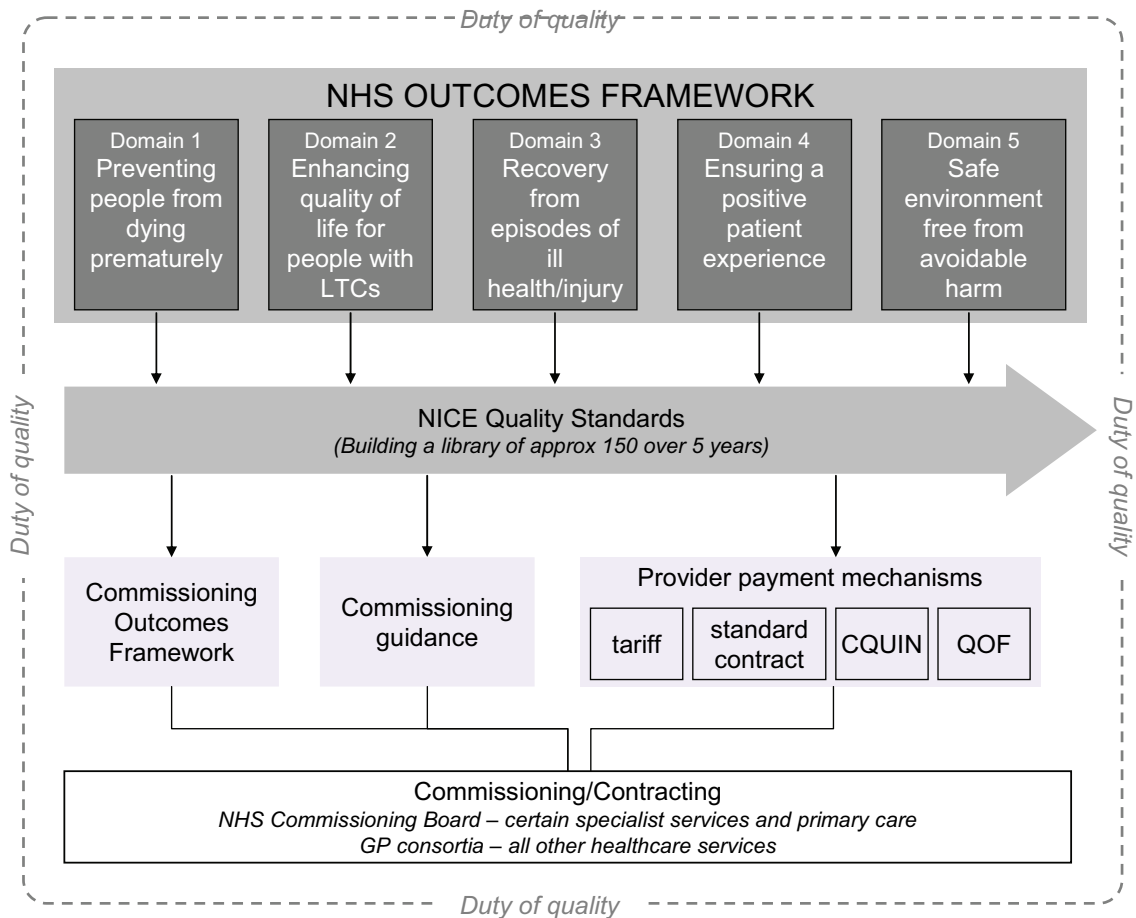 Duty of quality
NHS OUTCOMES FRAMEWORK
Domain 1
Preventing
people from
dying
prematurely
Domain 2
Enhancing
quality of
life for
people with
LTCs
Domain 3
Recovery
from
episodes of
ill
health/injury
Domain 4
Ensuring a
positive
patient
experience
Domain 5
Safe
environment
free from
avoidable
harm
Duty of quality
NICE Quality Standards
(Building a library of approx 150 over 5 years)
Duty of quality
Commissioning
Outcomes
Framework
Commissioning
guidance
Provider payment mechanisms
tariff
standard
contract
CQUIN
QOF
Commissioning/Contracting
NHS Commissioning Board – certain specialist services and primary care
GP consortia – all other healthcare services
Duty of quality